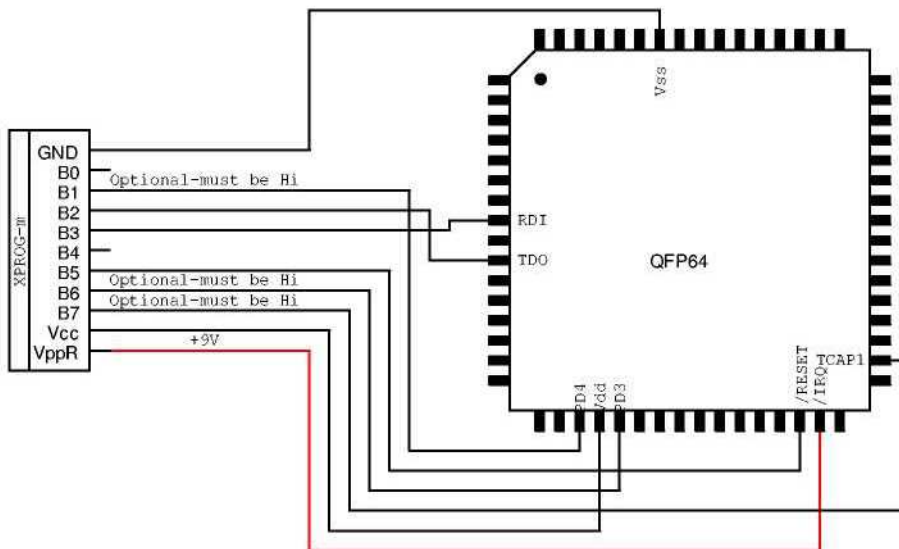 XPROG-m
GND
B0
Optional-must be Hi
B1
B2
B3
B4
B5
Optional-must be Hi
B6
Optional-must be Hi
B7
Vcc
+9V
VppR
Vss
RDI
TDO
QFP64
TCAP1
PD4
Vdd
PD3
/RESET
/IRQ